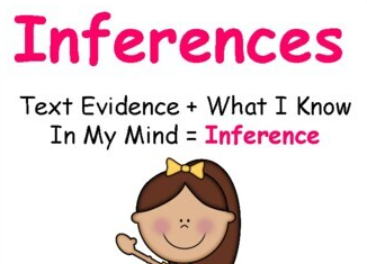 Inferences
Text Evidence + What I Know
In My Mind = Inference